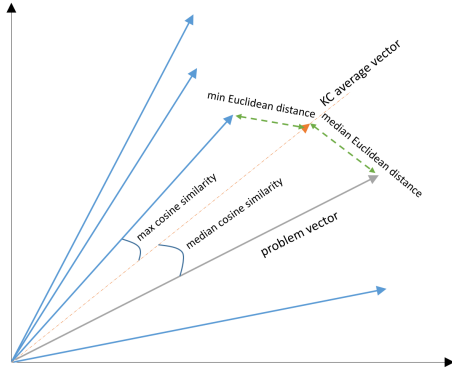 KC average vector
min Euclidean distance
median Euclidean distance
max cosine similarity
median cosine similarity
problem vector